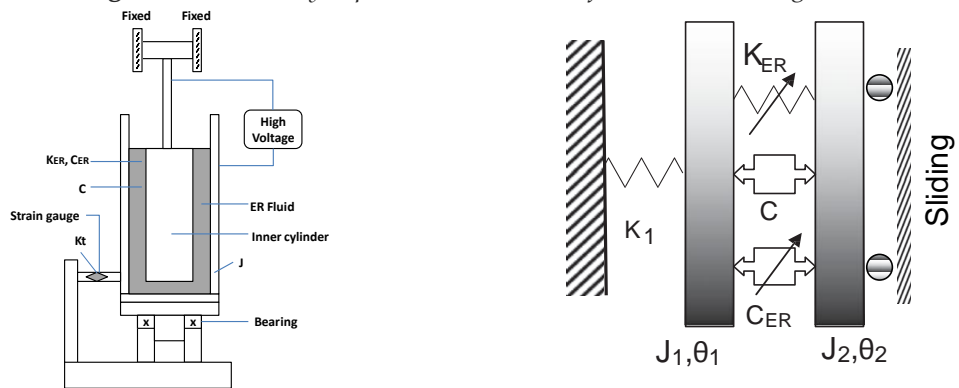 Fixed Fixed
High
Voltage
KER, CER
C
Strain gauge
Kt
ER Fluid
Inner cylinder
J
x x
Bearing
KER
K1
C
CER
J1,θ1
J2,θ2
Sliding